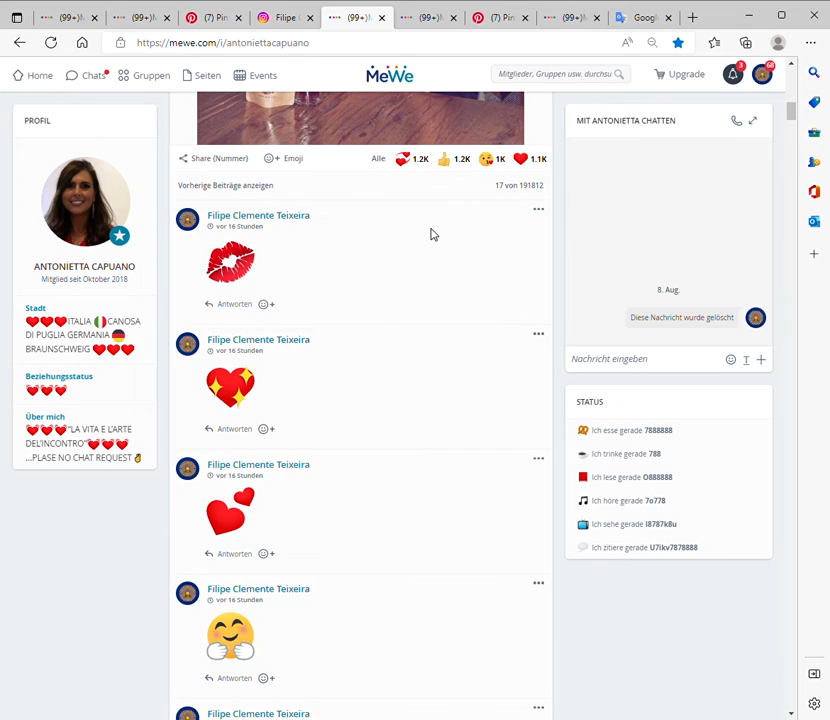 (99+)
(99+)
(7) Pin
Filipe C
(99+)
(99+)
(7) Pin
(99+)
Googl
https://mewe.com/i/antoniettacapuano
Home
Chats
Gruppen
Seiten
Events
MeWe
Mitglieder, Gruppen usw. durchsu
Upgrade
3
68
PROFIL
ANTONIETTA CAPUANO
Mitglied seit Oktober 2018
Stadt
ITALIA CANOSA
DI PUGLIA GERMANIA
BRAUNSCHWEIG
Beziehungsstatus
Über mich
"LA VITA E L'ARTE
DEL'INCONTRO"
...PLASE NO CHAT REQUEST
Share {Nummer}
Emoji
Alle
1.2K
1.2K
1K
1.1K
Vorherige Beiträge anzeigen
17 von 191812
Filipe Clemente Teixeira
vor 16 Stunden
Antworten
Filipe Clemente Teixeira
vor 16 Stunden
Antworten
Filipe Clemente Teixeira
vor 16 Stunden
Antworten
Filipe Clemente Teixeira
vor 16 Stunden
Antworten
Filipe Clemente Teixeira
MIT ANTONIETTA CHATTEN
8. Aug.
Diese Nachricht wurde gelöscht
Nachricht eingeben
STATUS
Ich esse gerade 7888888
Ich trinke gerade 788
Ich lese gerade O888888
Ich höre gerade 7o778
Ich sehe gerade I8787k8u
Ich zitiere gerade U7ikv7878888